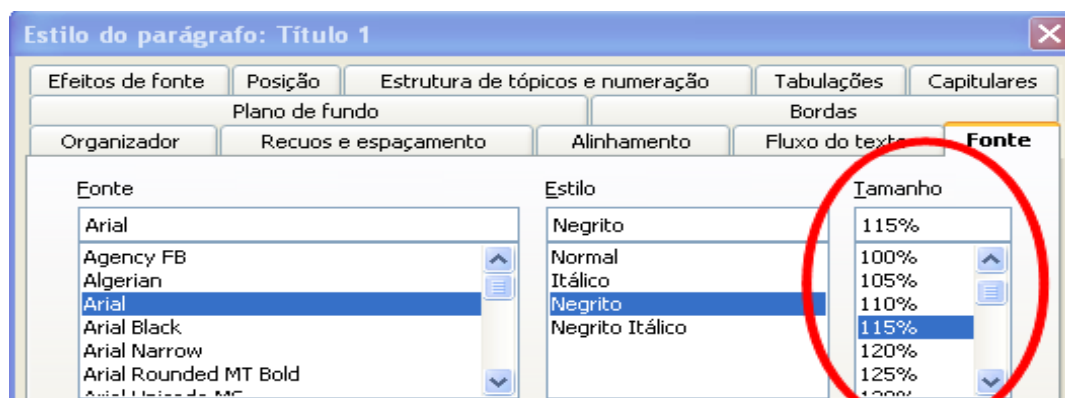 Estilo do parágrafo: Título 1
Efeitos de fonte Posição Estrutura de tópicos e numeração Tabulações Capitulares
Plano de fundo Bordas
Organizador Recuos e espaçamento Alinhamento Fluxo do texto Fonte
Fonte Estilo Tamanho
Arial Negrito 115%
Agency FB Normal 100%
Algerian Itálico 105%
Arial Negrito 110%
Arial Black Negrito Itálico 115%
Arial Narrow 120%
Arial Rounded MT Bold 125%